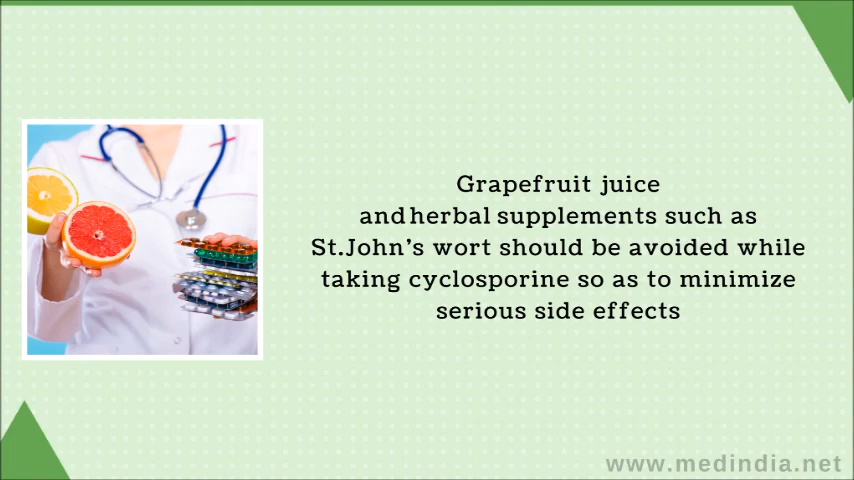 Grapefruit juice
and herbal supplements such as
St.John’s wort should be avoided while
taking cyclosporine so as to minimize
serious side effects
www.medindia.net